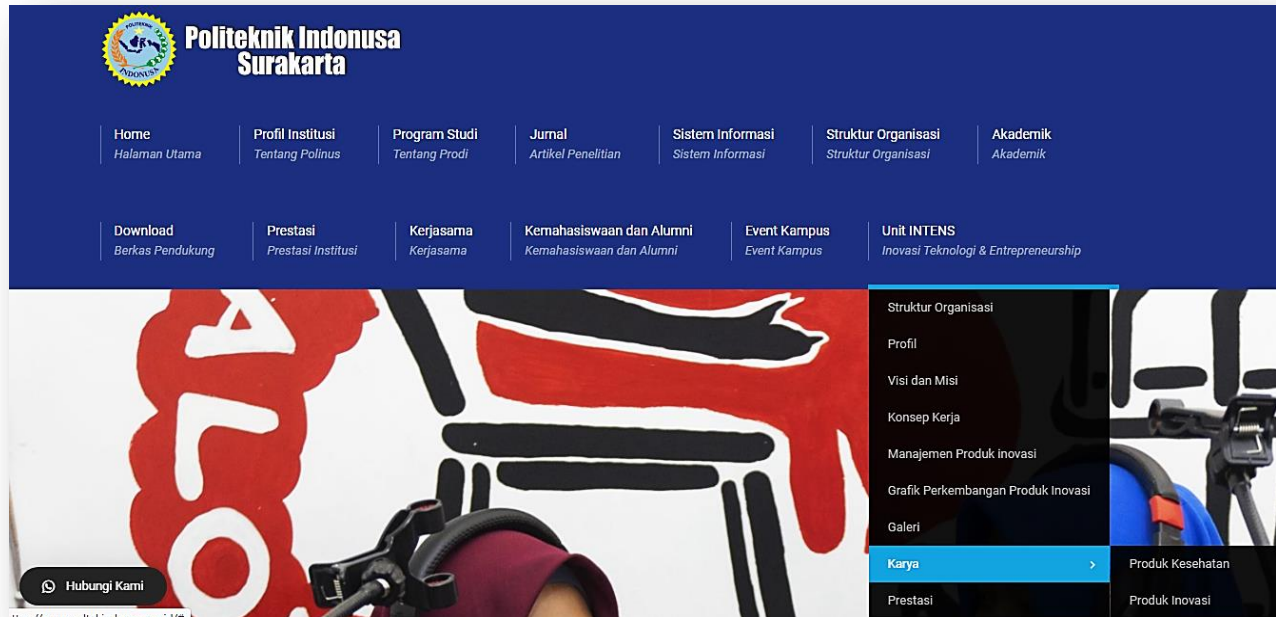 POLITEKNIK
INDONUSA
Politeknik Indonusa
Surakarta
Home
Halaman Utama
Profil Institusi
Tentang Polinus
Program Studi
Tentang Prodi
Jurnal
Artikel Penelitian
Sistem Informasi
Sistem Informasi
Struktur Organisasi
Struktur Organisasi
Akademik
Akademik
Download
Berkas Pendukung
Prestasi
Prestasi Institusi
Kerjasama
Kerjasama
Kemahasiswaan dan Alumni
Kemahasiswaan dan Alumni
Event Kampus
Event Kampus
Unit INTENS
Inovasi Teknologi & Entrepreneurship
Struktur Organisasi
Profil
Visi dan Misi
Konsep Kerja
Manajemen Produk inovasi
Grafik Perkembangan Produk Inovasi
Galeri
Karya
Produk Kesehatan
Prestasi
Produk Inovasi
ALO
Hubungi Kami